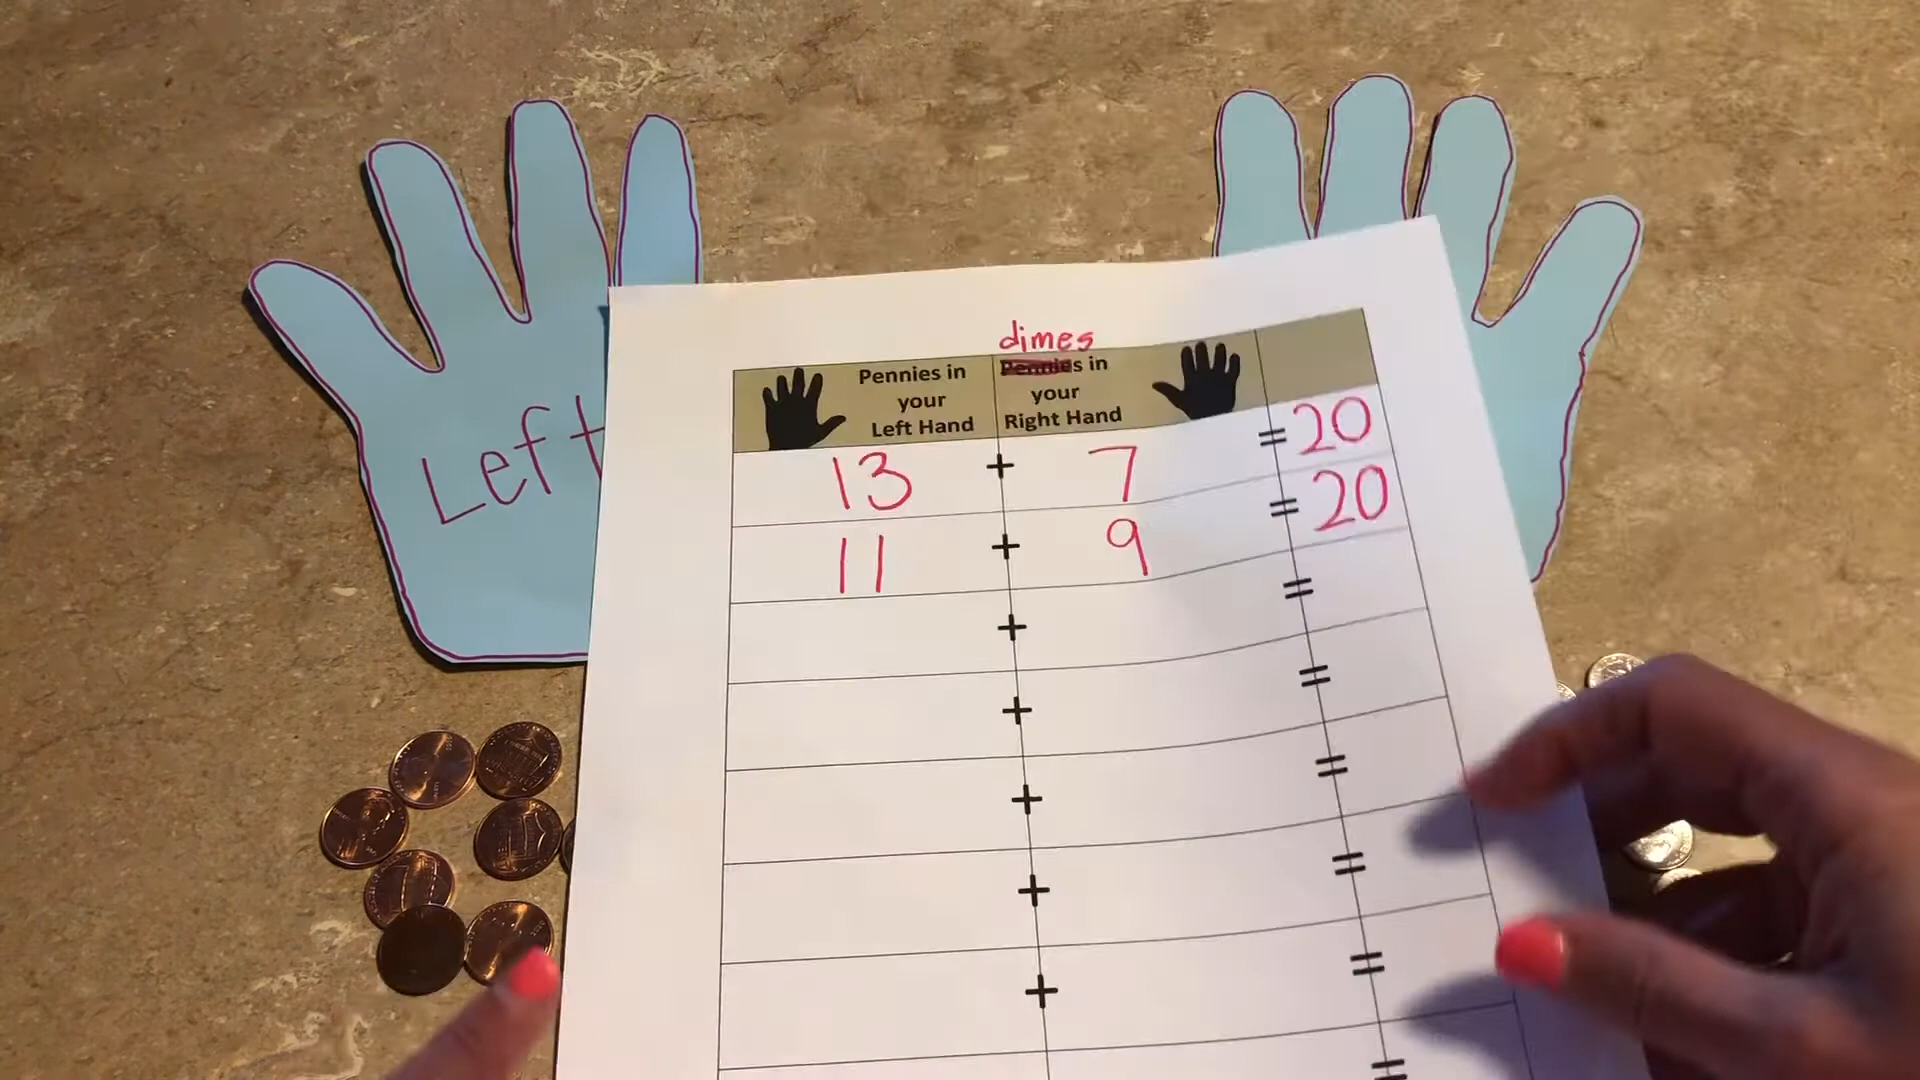 Left
dimes
Pennies in
your
Left Hand
Pennies in
your
Right Hand
13 + 7 = 20
11 + 9 = 20
+ =
+ =
+ =
+ =
+ =
=